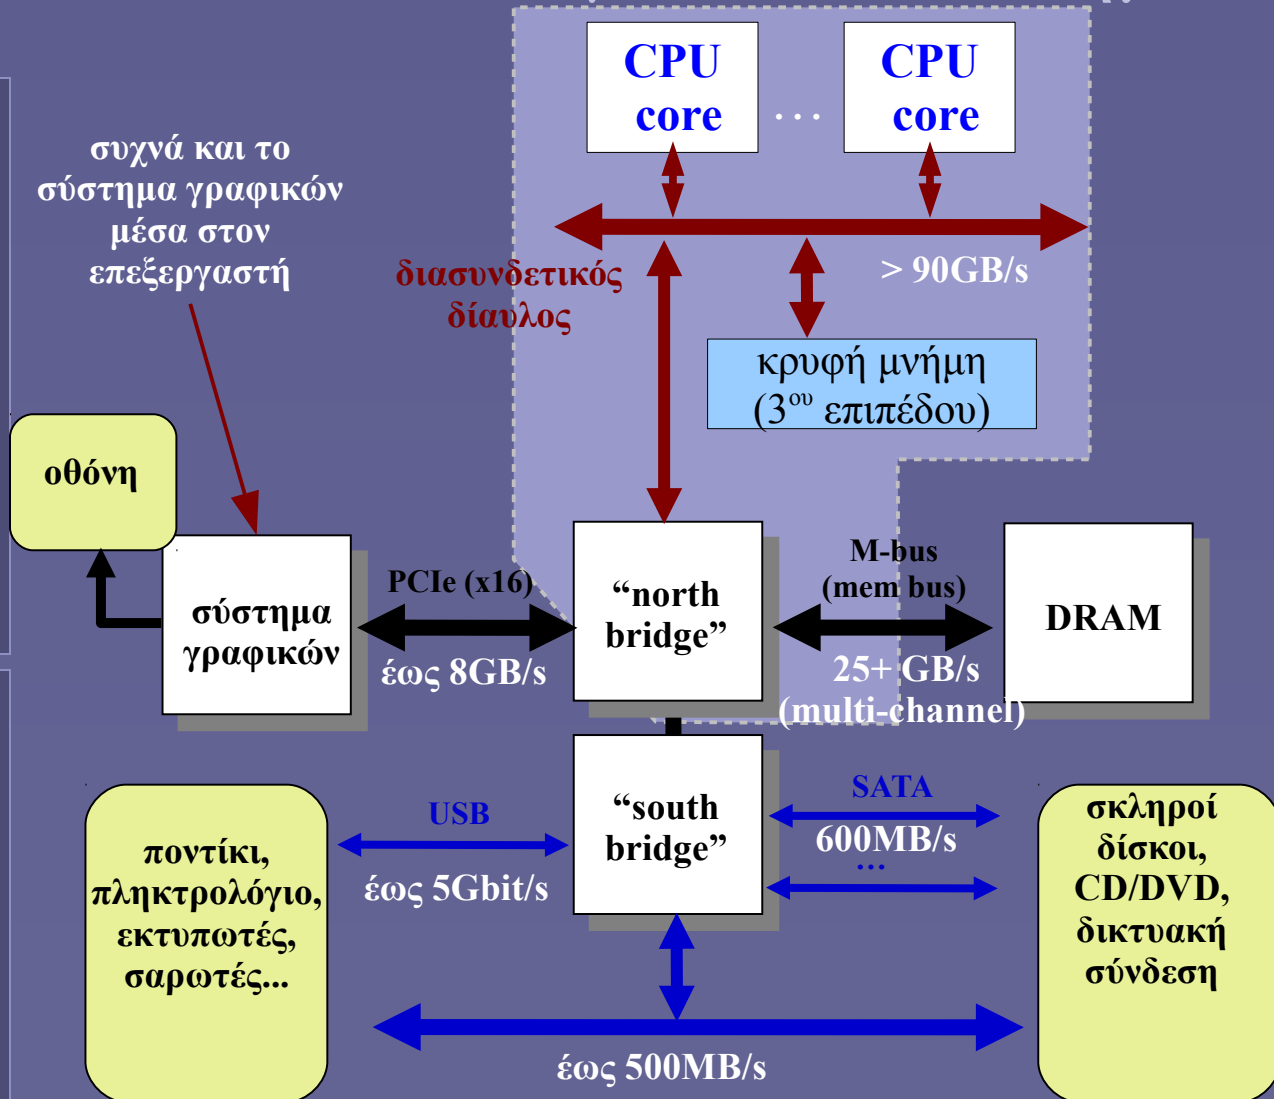 CPU
core
...
CPU
core
συχνά και το
σύστημα γραφικών
μέσα στον
επεξεργαστή
διασυνδετικός
δίαυλος
> 90GB/s
κρυφή μνήμη
(3ου επιπέδου)
οθόνη
σύστημα
γραφικών
PCIe (x16)
έως 8GB/s
“north
bridge”
M-bus
(mem bus)
25+ GB/s
(multi-channel)
DRAM
ποντίκι,
πληκτρολόγιο,
εκτυπωτές,
σαρωτές...
USB
έως 5Gbit/s
“south
bridge”
SATA
600MB/s
...
σκληροί
δίσκοι,
CD/DVD,
δικτυακή
σύνδεση
έως 500MB/s